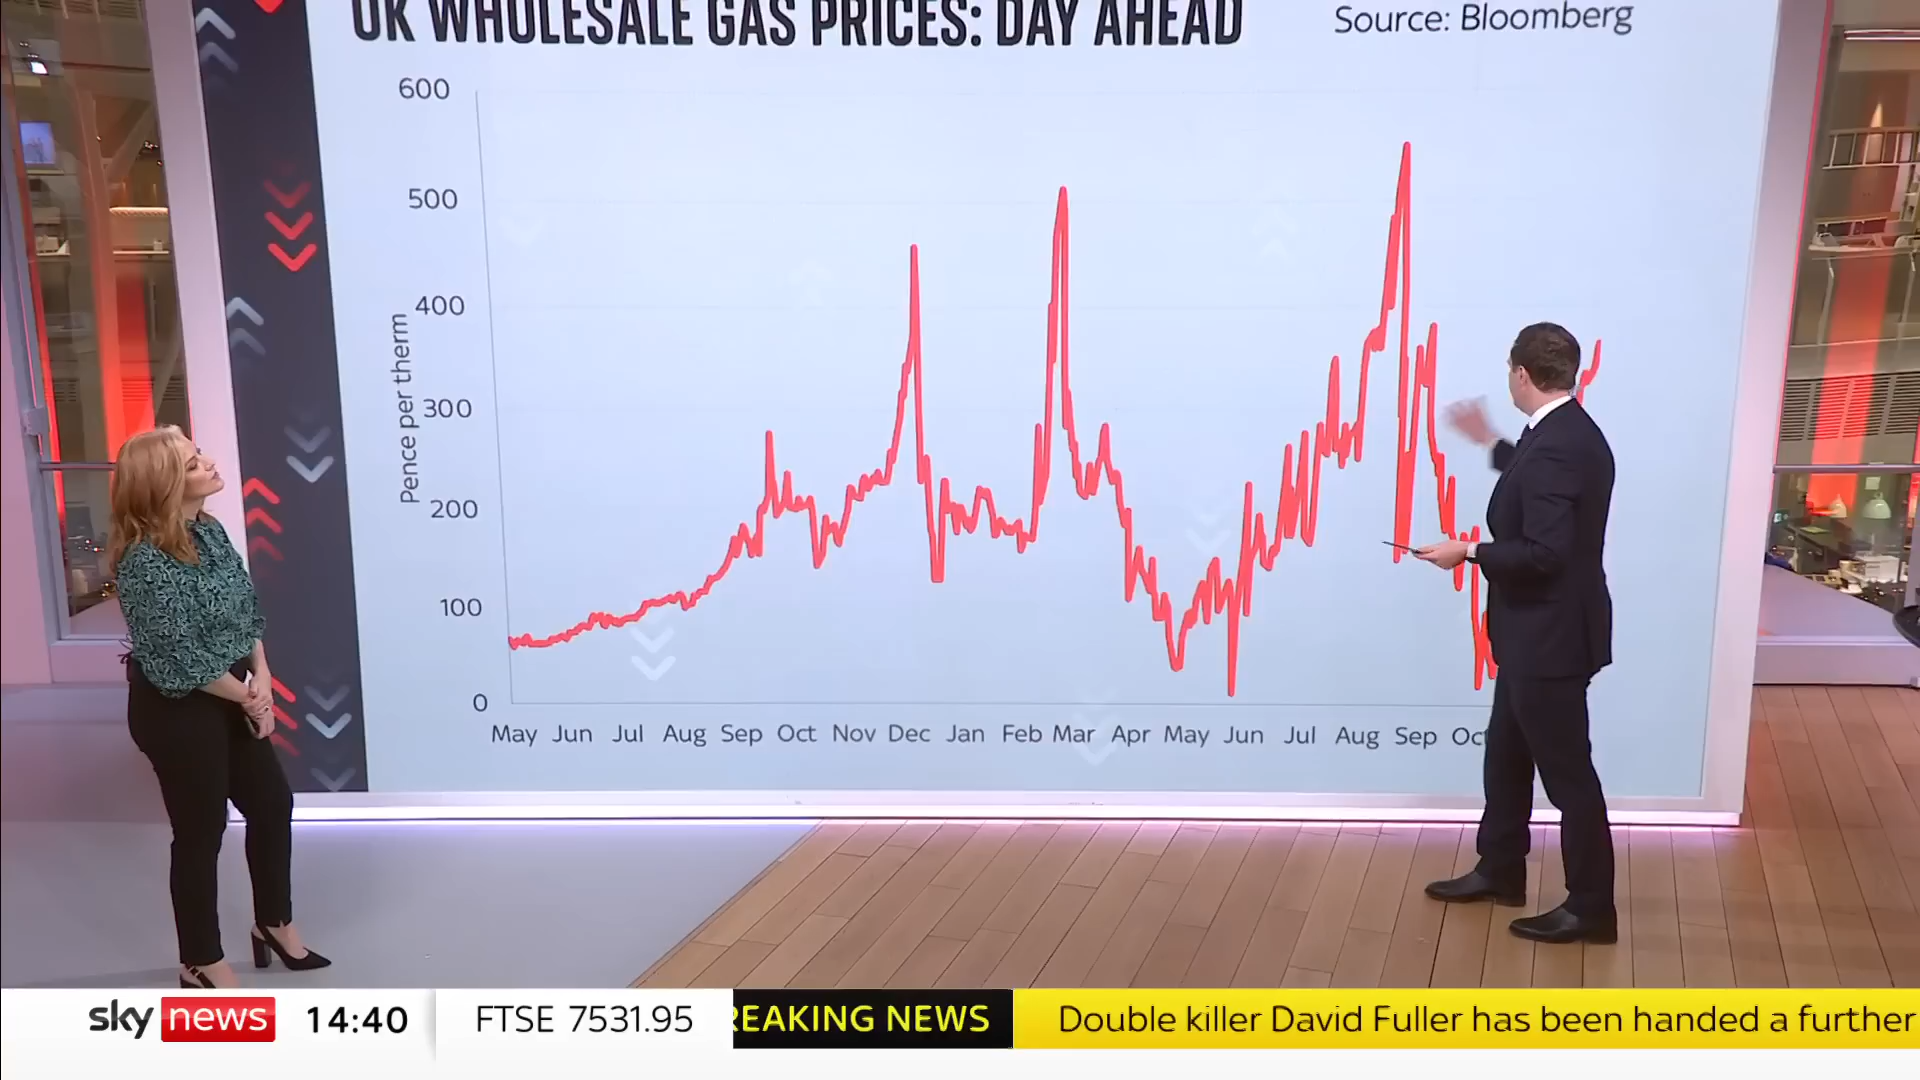 UK WHOLESALE GAS PRICES: DAY AHEAD
Source: Bloomberg
600
500
400
300
200
100
0
Pence per therm
May Jun Jul Aug Sep Oct Nov Dec Jan Feb Mar Apr May Jun Jul Aug Sep Oc
sky news 14:40 FTSE 7531.95 REAKING NEWS Double killer David Fuller has been handed a further